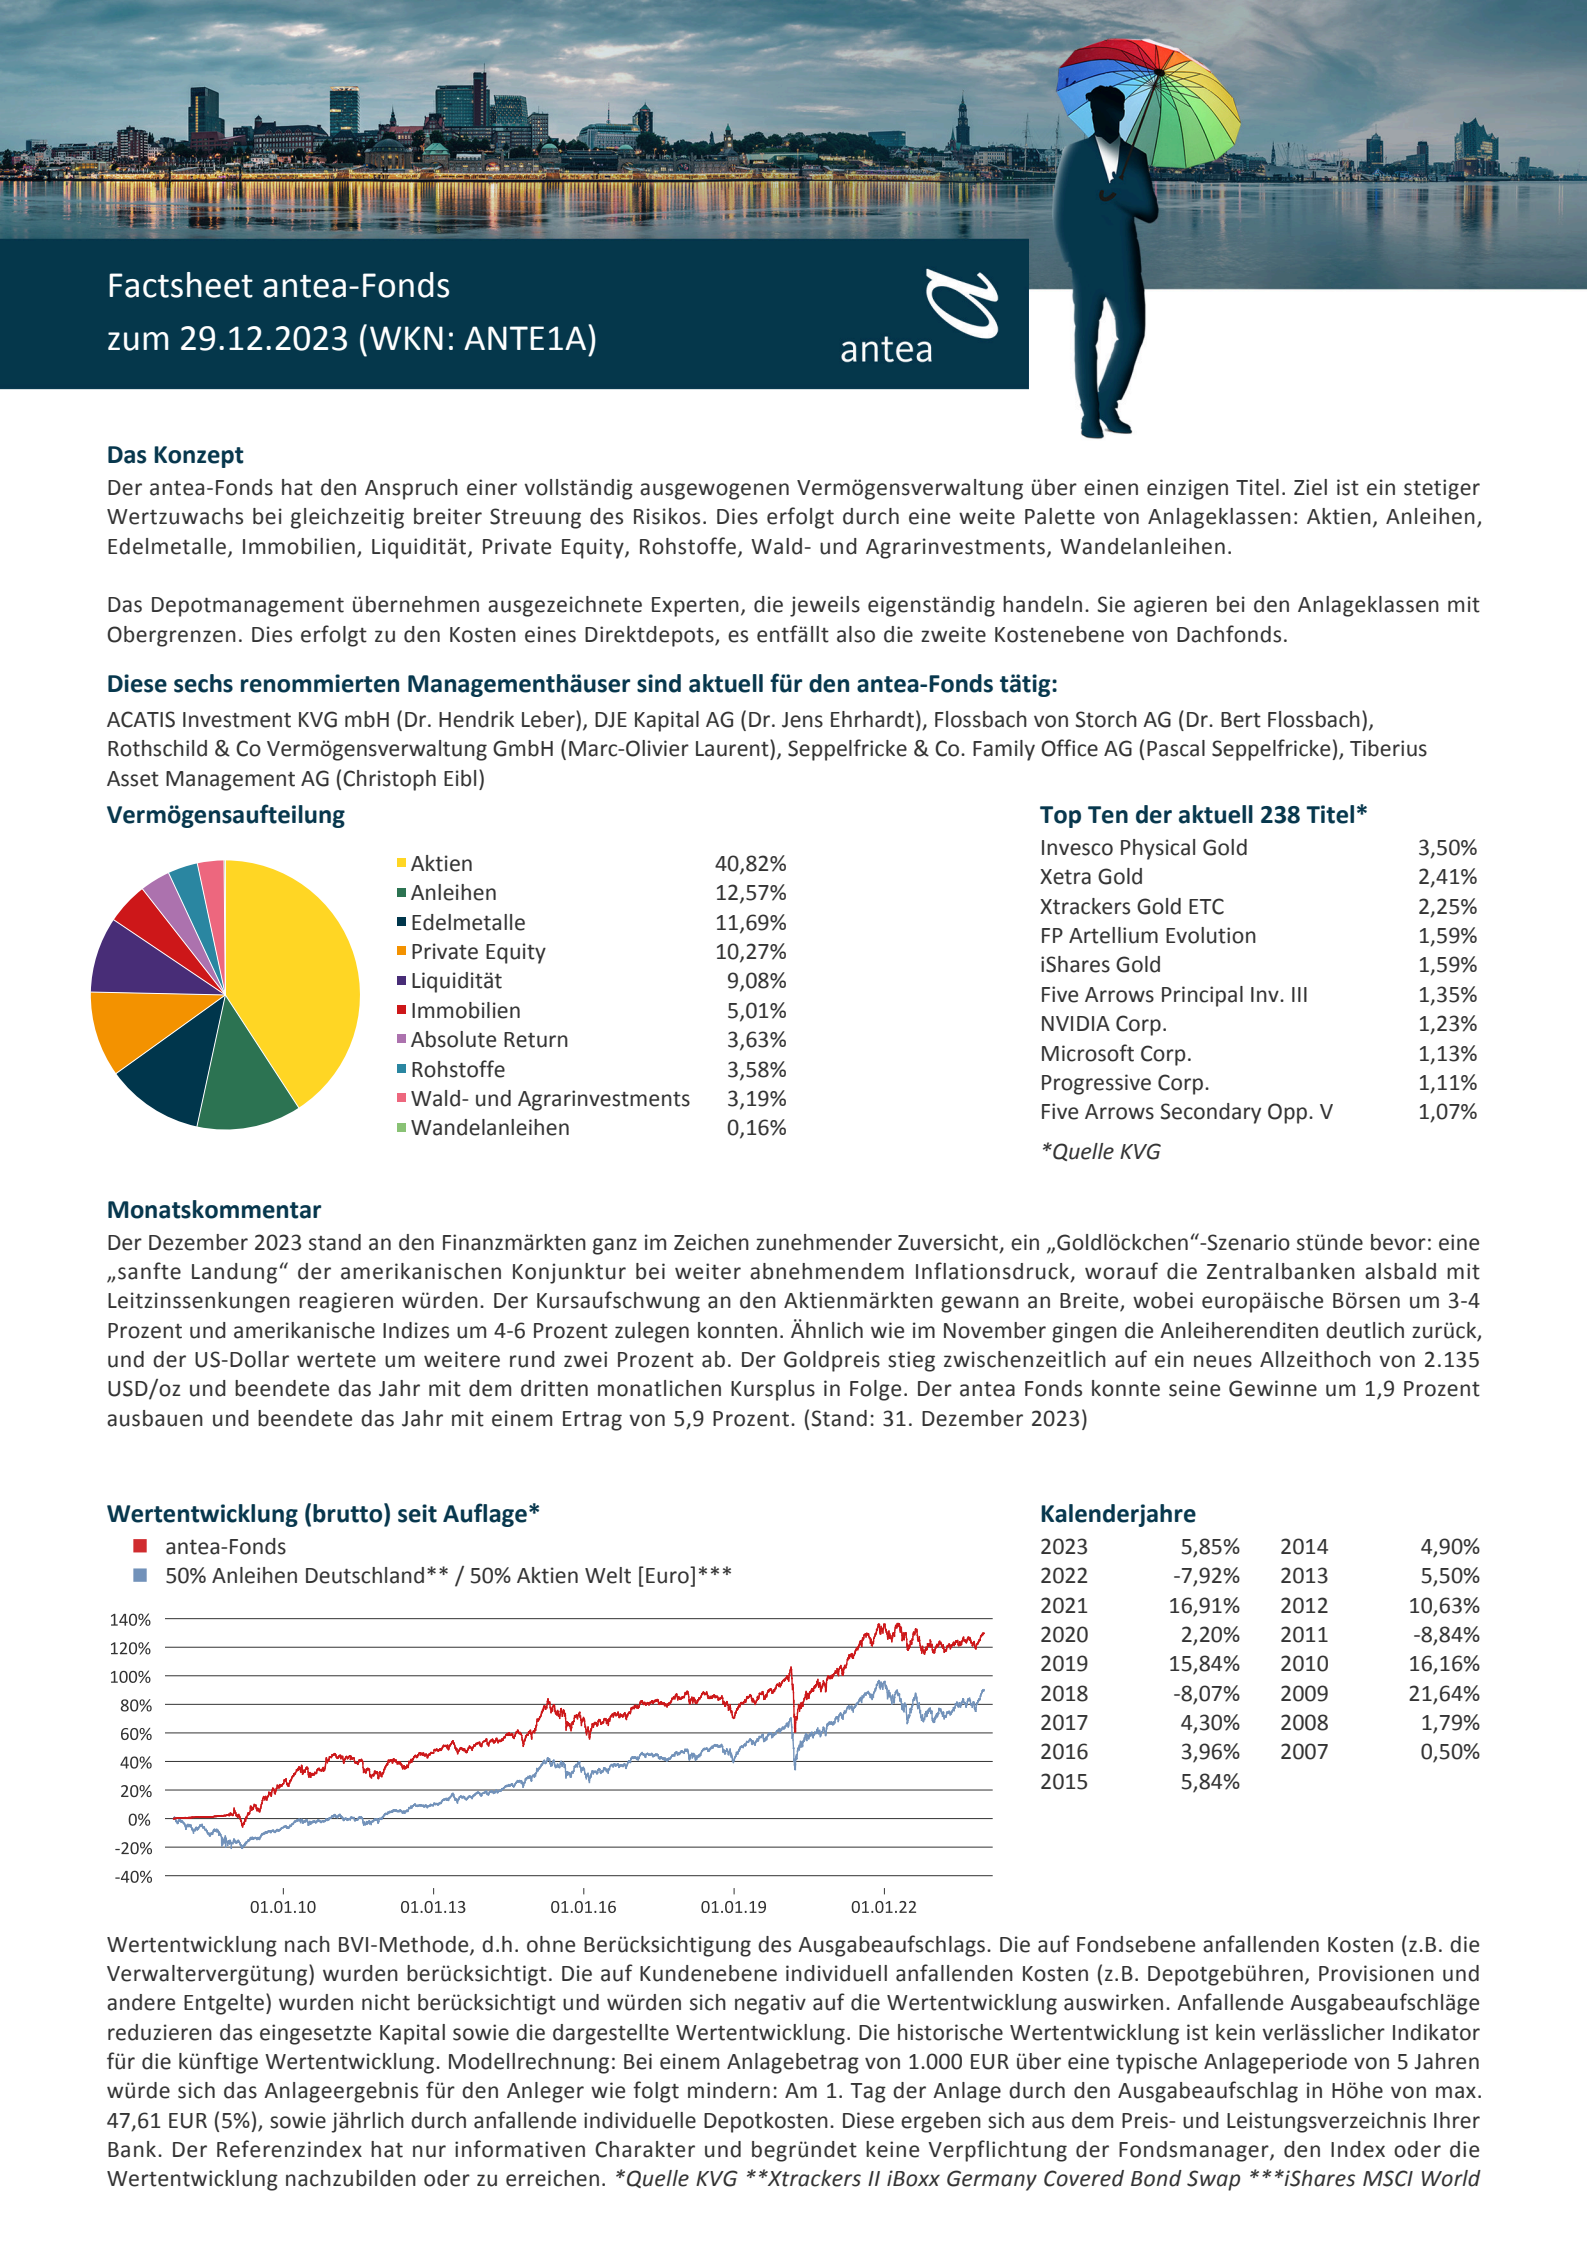 Factsheet antea-Fonds
zum 29.12.2023 (WKN: ANTE1A)
antea
Das Konzept
Der antea-Fonds hat den Anspruch einer vollständig ausgewogenen Vermögensverwaltung über einen einzigen Titel. Ziel ist ein stetiger
Wertzuwachs bei gleichzeitig breiter Streuung des Risikos. Dies erfolgt durch eine weite Palette von Anlageklassen: Aktien, Anleihen,
Edelmetalle, Immobilien, Liquidität, Private Equity, Rohstoffe, Wald- und Agrarinvestments, Wandelanleihen.
Das Depotmanagement übernehmen ausgezeichnete Experten, die jeweils eigenständig handeln. Sie agieren bei den Anlageklassen mit
Obergrenzen. Dies erfolgt zu den Kosten eines Direktdepots, es entfällt also die zweite Kostenebene von Dachfonds.
Diese sechs renommierten Managementhäuser sind aktuell für den antea-Fonds tätig:
ACATIS Investment KVG mbH (Dr. Hendrik Leber), DJE Kapital AG (Dr. Jens Ehrhardt), Flossbach von Storch AG (Dr. Bert Flossbach),
Rothschild & Co Vermögensverwaltung GmbH (Marc-Olivier Laurent), Seppelfricke & Co. Family Office AG (Pascal Seppelfricke), Tiberius
Asset Management AG (Christoph Eibl)
Vermögensaufteilung
Aktien 40,82%
Anleihen 12,57%
Edelmetalle 11,69%
Private Equity 10,27%
Liquidität 9,08%
Immobilien 5,01%
Absolute Return 3,63%
Rohstoffe 3,58%
Wald- und Agrarinvestments 3,19%
Wandelanleihen 0,16%
Top Ten der aktuell 238 Titel*
Invesco Physical Gold 3,50%
Xetra Gold 2,41%
Xtrackers Gold ETC 2,25%
FP Artellium Evolution 1,59%
iShares Gold 1,59%
Five Arrows Principal Inv. III 1,35%
NVIDIA Corp. 1,23%
Microsoft Corp. 1,13%
Progressive Corp. 1,11%
Five Arrows Secondary Opp. V 1,07%
*Quelle KVG
Monatskommentar
Der Dezember 2023 stand an den Finanzmärkten ganz im Zeichen zunehmender Zuversicht, ein „Goldlöckchen“-Szenario stünde bevor: eine
„sanfte Landung“ der amerikanischen Konjunktur bei weiter abnehmendem Inflationsdruck, worauf die Zentralbanken alsbald mit
Leitzinssenkungen reagieren würden. Der Kursaufschwung an den Aktienmärkten gewann an Breite, wobei europäische Börsen um 3-4
Prozent und amerikanische Indizes um 4-6 Prozent zulegen konnten. Ähnlich wie im November gingen die Anleiherenditen deutlich zurück,
und der US-Dollar wertete um weitere rund zwei Prozent ab. Der Goldpreis stieg zwischenzeitlich auf ein neues Allzeithoch von 2.135
USD/oz und beendete das Jahr mit dem dritten monatlichen Kursplus in Folge. Der antea Fonds konnte seine Gewinne um 1,9 Prozent
ausbauen und beendete das Jahr mit einem Ertrag von 5,9 Prozent. (Stand: 31. Dezember 2023)
Wertentwicklung (brutto) seit Auflage*
antea-Fonds
50% Anleihen Deutschland** / 50% Aktien Welt [Euro]***
140%
120%
100%
80%
60%
40%
20%
0%
-20%
-40%
01.01.10 01.01.13 01.01.16 01.01.19 01.01.22
Kalenderjahre
2023 5,85% 2014 4,90%
2022 -7,92% 2013 5,50%
2021 16,91% 2012 10,63%
2020 2,20% 2011 -8,84%
2019 15,84% 2010 16,16%
2018 -8,07% 2009 21,64%
2017 4,30% 2008 1,79%
2016 3,96% 2007 0,50%
2015 5,84%
Wertentwicklung nach BVI-Methode, d.h. ohne Berücksichtigung des Ausgabeaufschlags. Die auf Fondsebene anfallenden Kosten (z.B. die
Verwaltervergütung) wurden berücksichtigt. Die auf Kundenebene individuell anfallenden Kosten (z.B. Depotgebühren, Provisionen und
andere Entgelte) wurden nicht berücksichtigt und würden sich negativ auf die Wertentwicklung auswirken. Anfallende Ausgabeaufschläge
reduzieren das eingesetzte Kapital sowie die dargestellte Wertentwicklung. Die historische Wertentwicklung ist kein verlässlicher Indikator
für die künftige Wertentwicklung. Modellrechnung: Bei einem Anlagebetrag von 1.000 EUR über eine typische Anlageperiode von 5 Jahren
würde sich das Anlageergebnis für den Anleger wie folgt mindern: Am 1. Tag der Anlage durch den Ausgabeaufschlag in Höhe von max.
47,61 EUR (5%), sowie jährlich durch anfallende individuelle Depotkosten. Diese ergeben sich aus dem Preis- und Leistungsverzeichnis Ihrer
Bank. Der Referenzindex hat nur informativen Charakter und begründet keine Verpflichtung der Fondsmanager, den Index oder die
Wertentwicklung nachzubilden oder zu erreichen. *Quelle KVG **Xtrackers II iBoxx Germany Covered Bond Swap ***iShares MSCI World